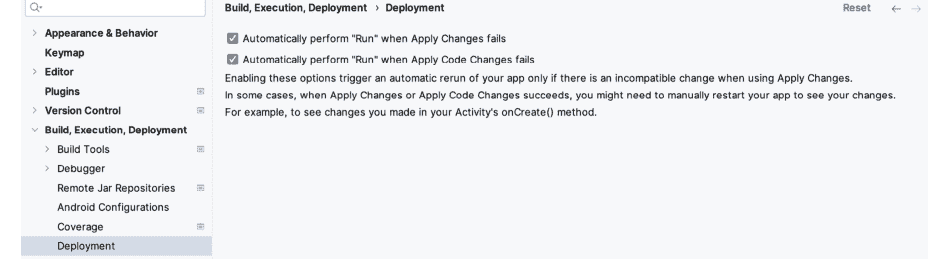 Build, Execution, Deployment › Deployment
Reset
Appearance & Behavior
Keymap
Editor
Plugins
Version Control
Build, Execution, Deployment
Build Tools
Debugger
Remote Jar Repositories
Android Configurations
Coverage
Deployment
Automatically perform "Run" when Apply Changes fails
Automatically perform "Run" when Apply Code Changes fails
Enabling these options trigger an automatic rerun of your app only if there is an incompatible change when using Apply Changes.
In some cases, when Apply Changes or Apply Code Changes succeeds, you might need to manually restart your app to see your changes.
For example, to see changes you made in your Activity's onCreate() method.